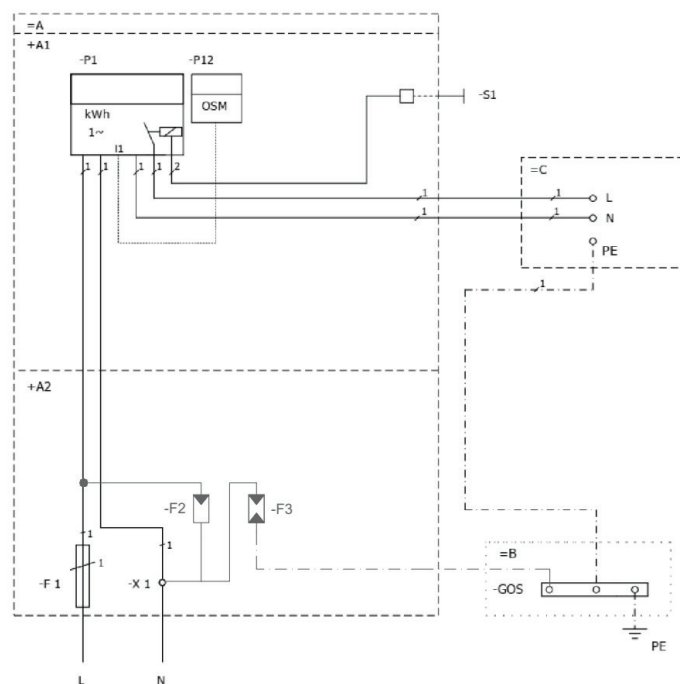 =A
+A1
-P1
-P12
kWh
1~
OSM
I1
1
1
1
1
2
-S1
=C
1
1
L
1
1
N
PE
1
+A2
-F2
-F3
1
1
-F 1
1
-X 1
=B
-GOS
PE
L
N